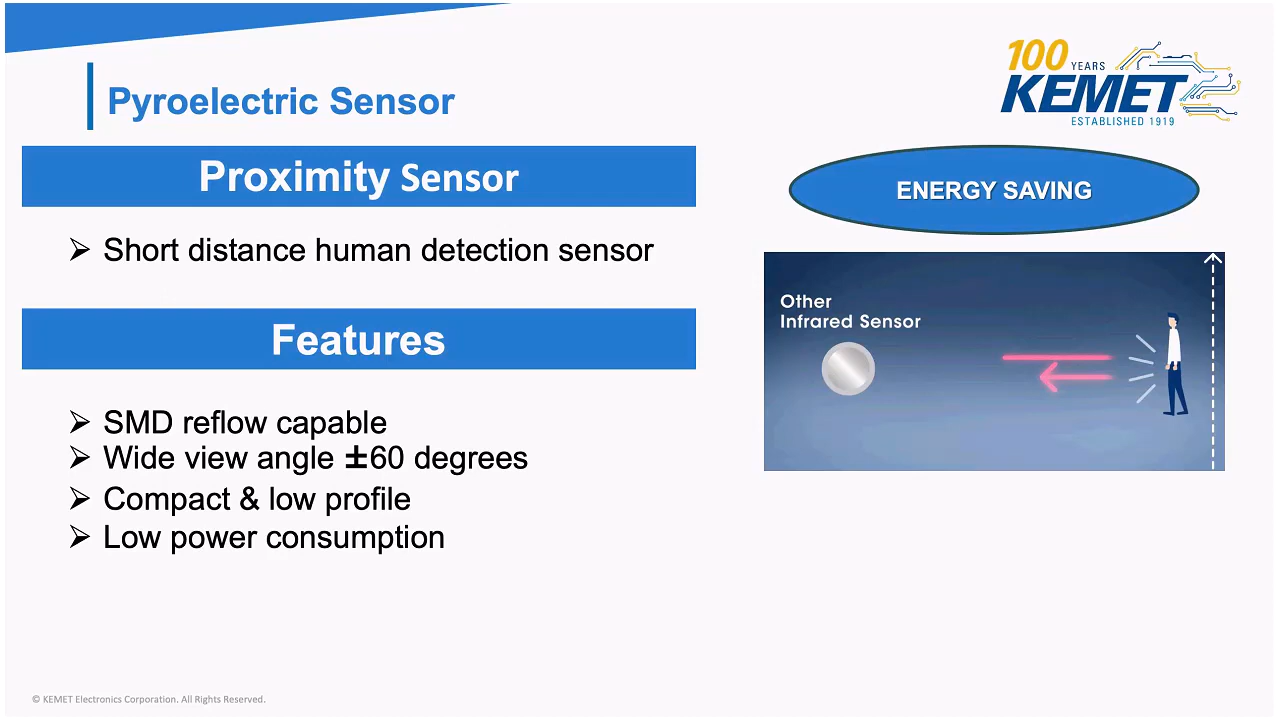 100 YEARS
KEMET
ESTABLISHED 1919
Pyroelectric Sensor
Proximity Sensor
➢ Short distance human detection sensor
Features
➢ SMD reflow capable
➢ Wide view angle ±60 degrees
➢ Compact & low profile
➢ Low power consumption
ENERGY SAVING
Other
Infrared Sensor
© KEMET Electronics Corporation. All Rights Reserved.